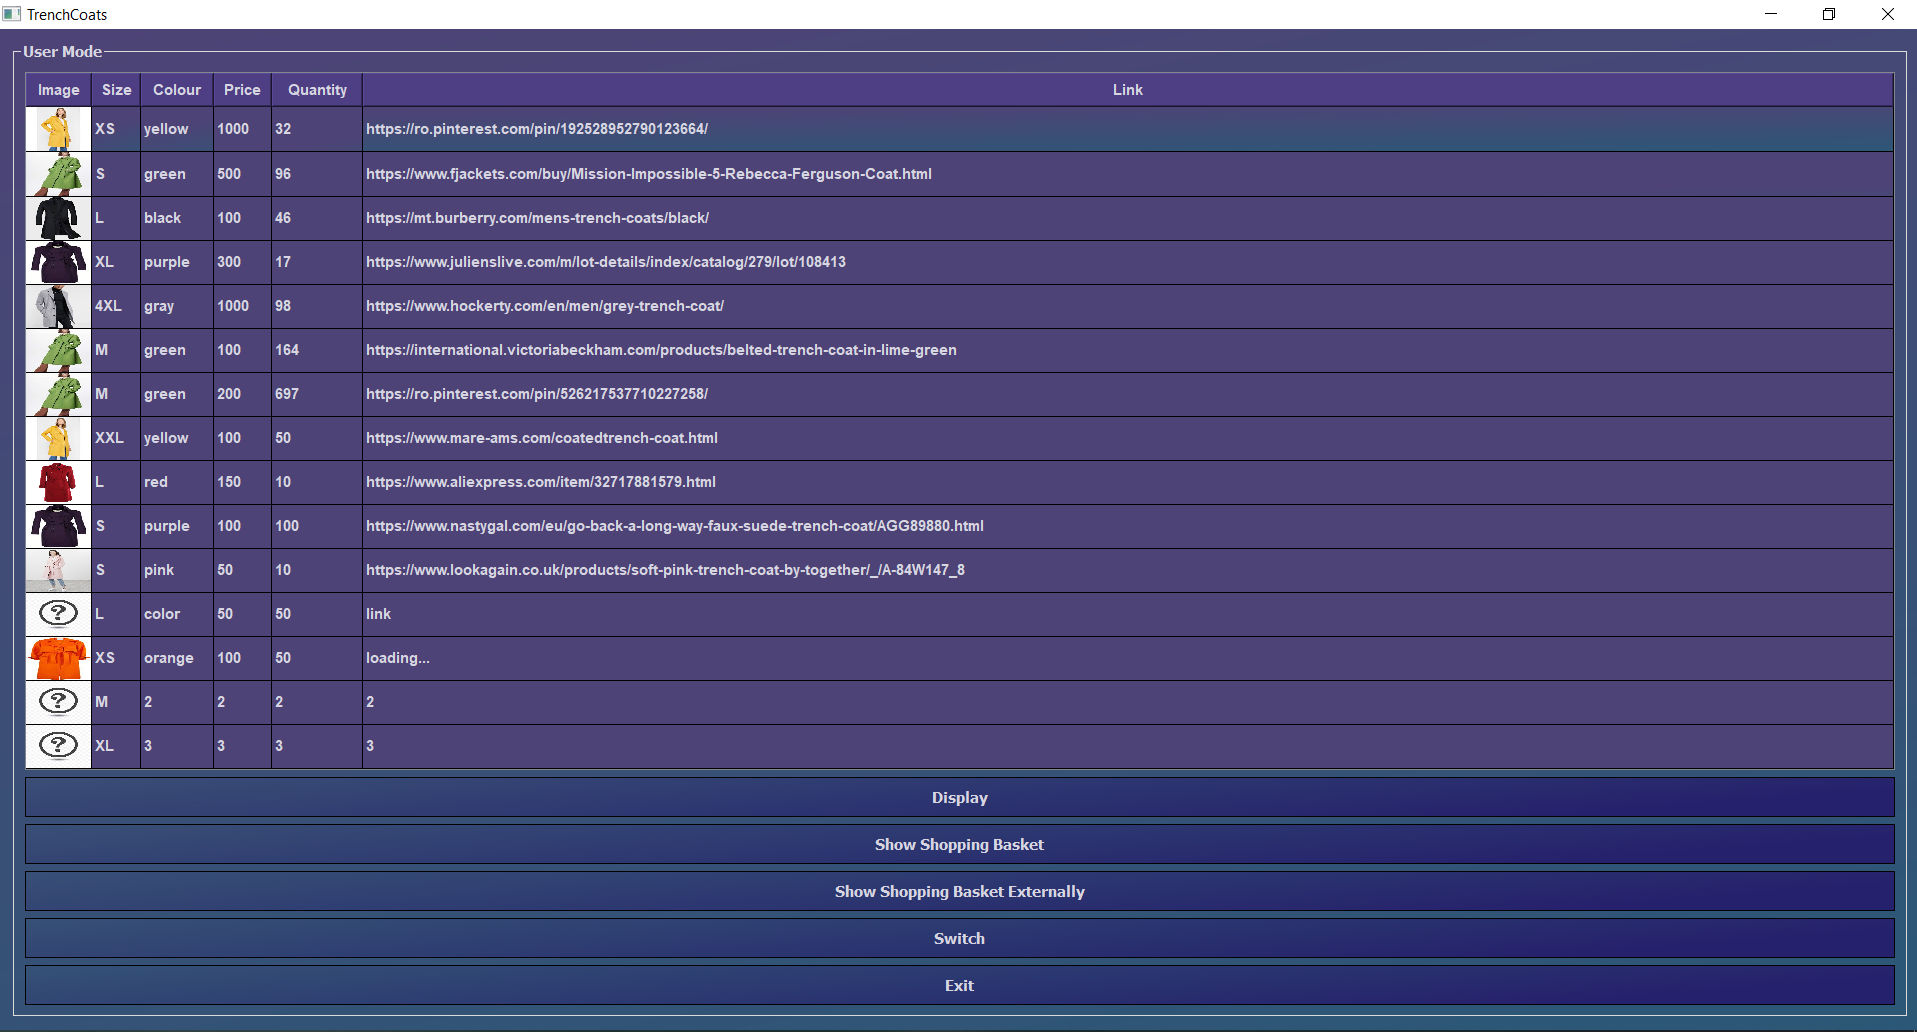 TrenchCoats
User Mode
Image Size Colour Price Quantity Link
XS yellow 1000 32 https://ro.pinterest.com/pin/192528952790123664/
S green 500 96 https://www.fjackets.com/buy/Mission-Impossible-5-Rebecca-Ferguson-Coat.html
L black 100 46 https://mt.burberry.com/mens-trench-coats/black/
XL purple 300 17 https://www.julienslive.com/m/lot-details/index/catalog/279/lot/108413
4XL gray 1000 98 https://www.hockerty.com/en/men/grey-trench-coat/
M green 100 164 https://international.victoriabeckham.com/products/belted-trench-coat-in-lime-green
M green 200 697 https://ro.pinterest.com/pin/526217537710227258/
XXL yellow 100 50 https://www.mare-ams.com/coatedtrench-coat.html
L red 150 10 https://www.aliexpress.com/item/32717881579.html
S purple 100 100 https://www.nastygal.com/eu/go-back-a-long-way-faux-suede-trench-coat/AGG89880.html
S pink 50 10 https://www.lookagain.co.uk/products/soft-pink-trench-coat-by-together/_/A-84W147_8
? L color 50 50 link
XS orange 100 50 loading...
? M 2 2 2 2
? XL 3 3 3 3
Display
Show Shopping Basket
Show Shopping Basket Externally
Switch
Exit